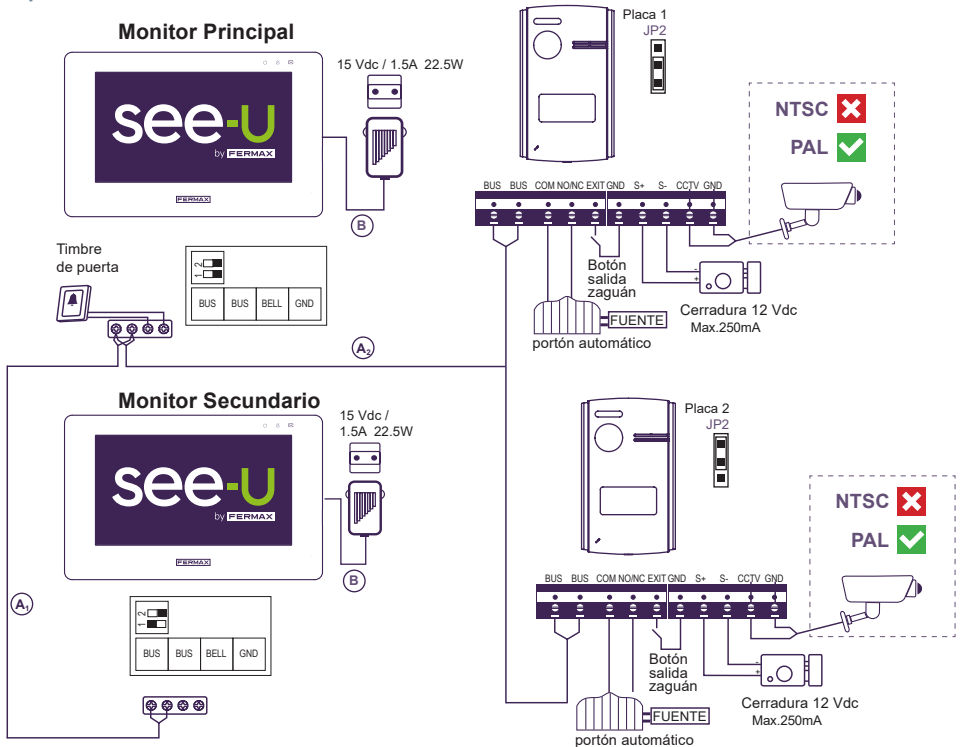 Monitor Principal
15 Vdc / 1.5A 22.5W
see-u
by FERMAX
FERMAX
B
Timbre
de puerta
1 2
BUS BUS BELL GND
A₂
Placa 1
JP2
NTSC
PAL
BUS BUS COM NO/NC EXIT GND S+ S- CCTV GND
Botón
salida
zaguán
-
+
FUENTE
portón automático
Cerradura 12 Vdc
Max.250mA
Monitor Secundario
15 Vdc /
1.5A 22.5W
see-u
by FERMAX
FERMAX
B
A₁
1 2
BUS BUS BELL GND
Placa 2
JP2
NTSC
PAL
BUS BUS COM NO/NC EXIT GND S+ S- CCTV GND
Botón
salida
zaguán
-
+
FUENTE
portón automático
Cerradura 12 Vdc
Max.250mA